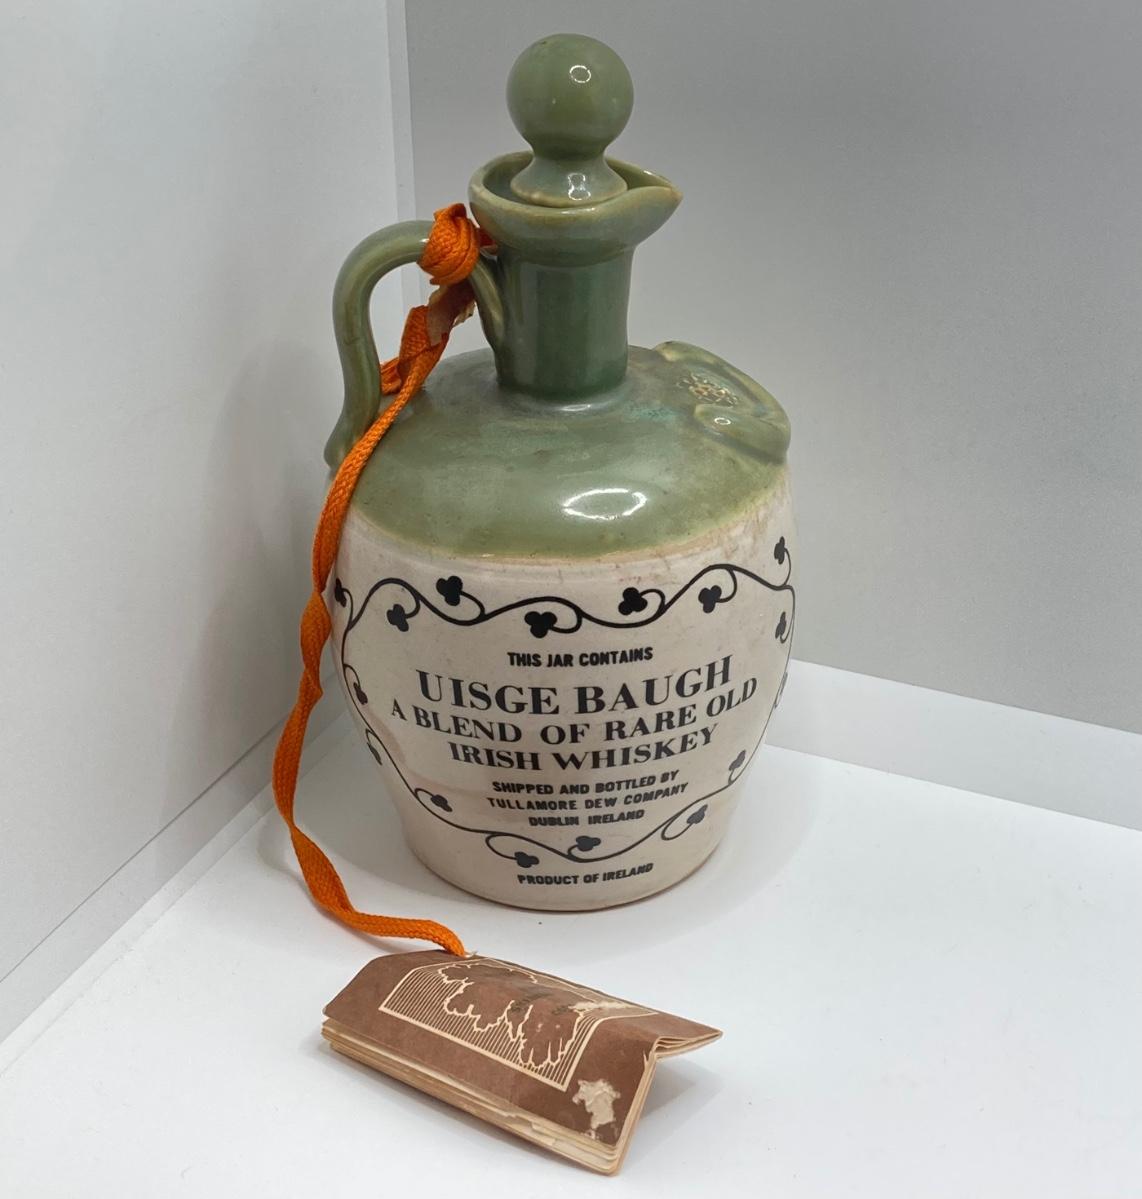 THIS JAR CONTAINS
UISGE BAUGH
A BLEND OF RARE OLD
IRISH WHISKEY
SHIPPED AND BOTTLED BY
TULLAMORE DEW COMPANY
DUBLIN IRELAND
PRODUCT OF IRELAND